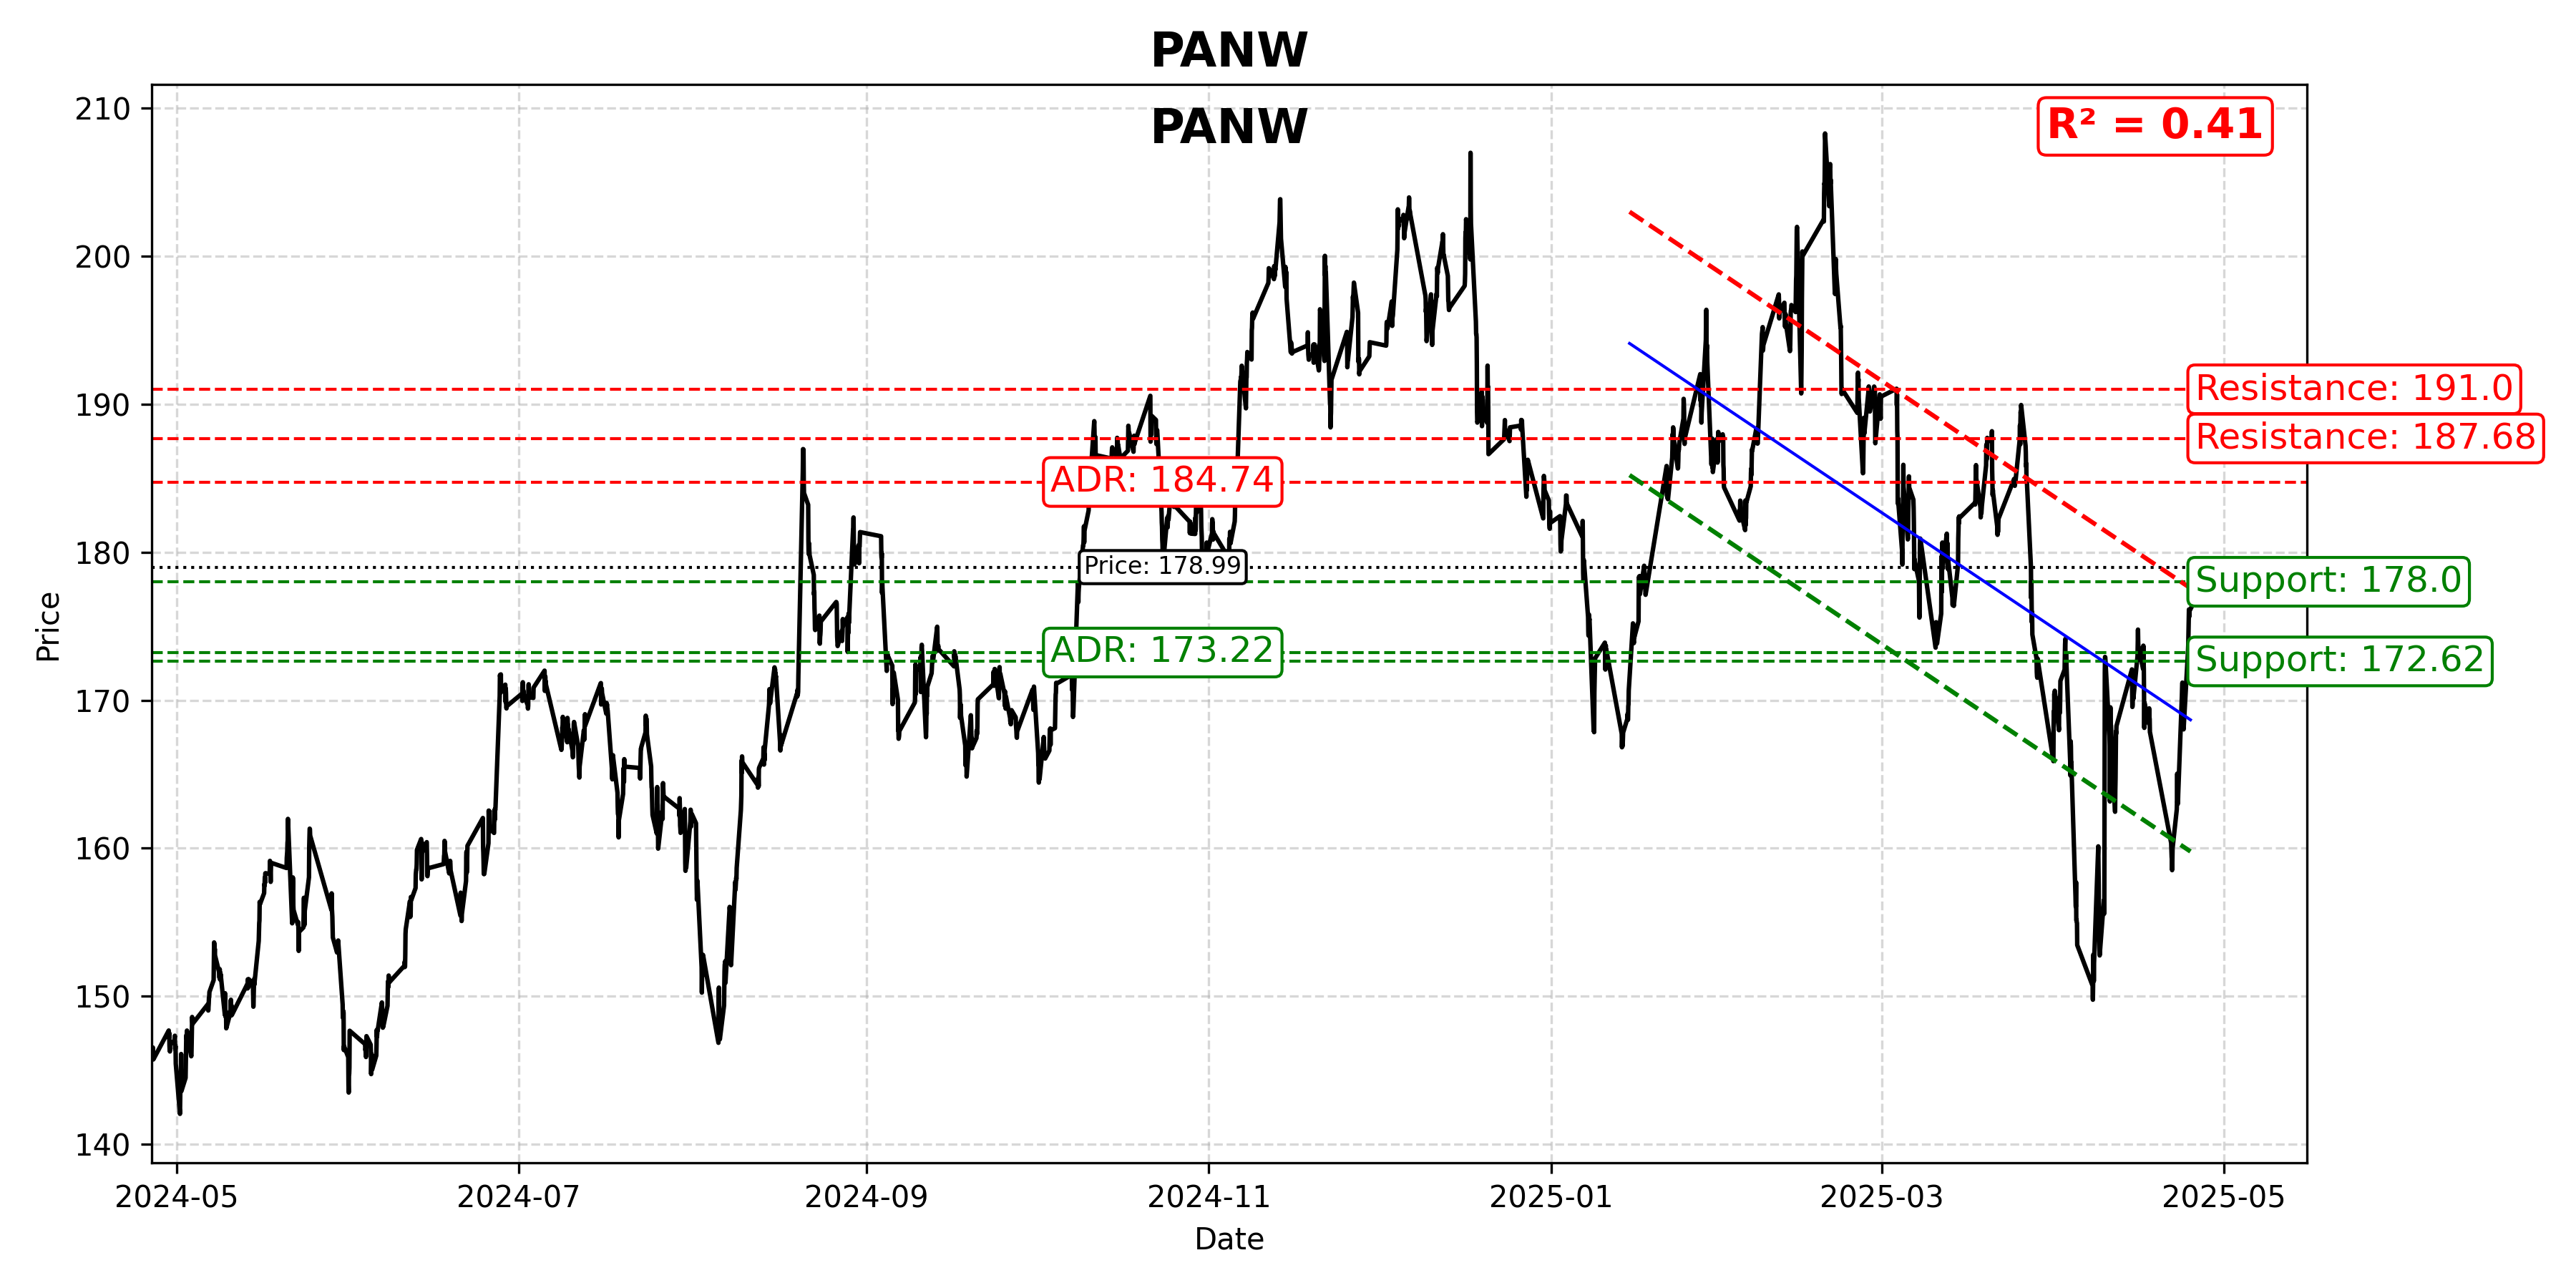 PANW
PANW
R² = 0.41
210
200
190
180
170
160
150
140
Price
Resistance: 191.0
Resistance: 187.68
ADR: 184.74
Price: 178.99
Support: 178.0
ADR: 173.22
Support: 172.62
2024-05
2024-07
2024-09
2024-11
2025-01
2025-03
2025-05
Date